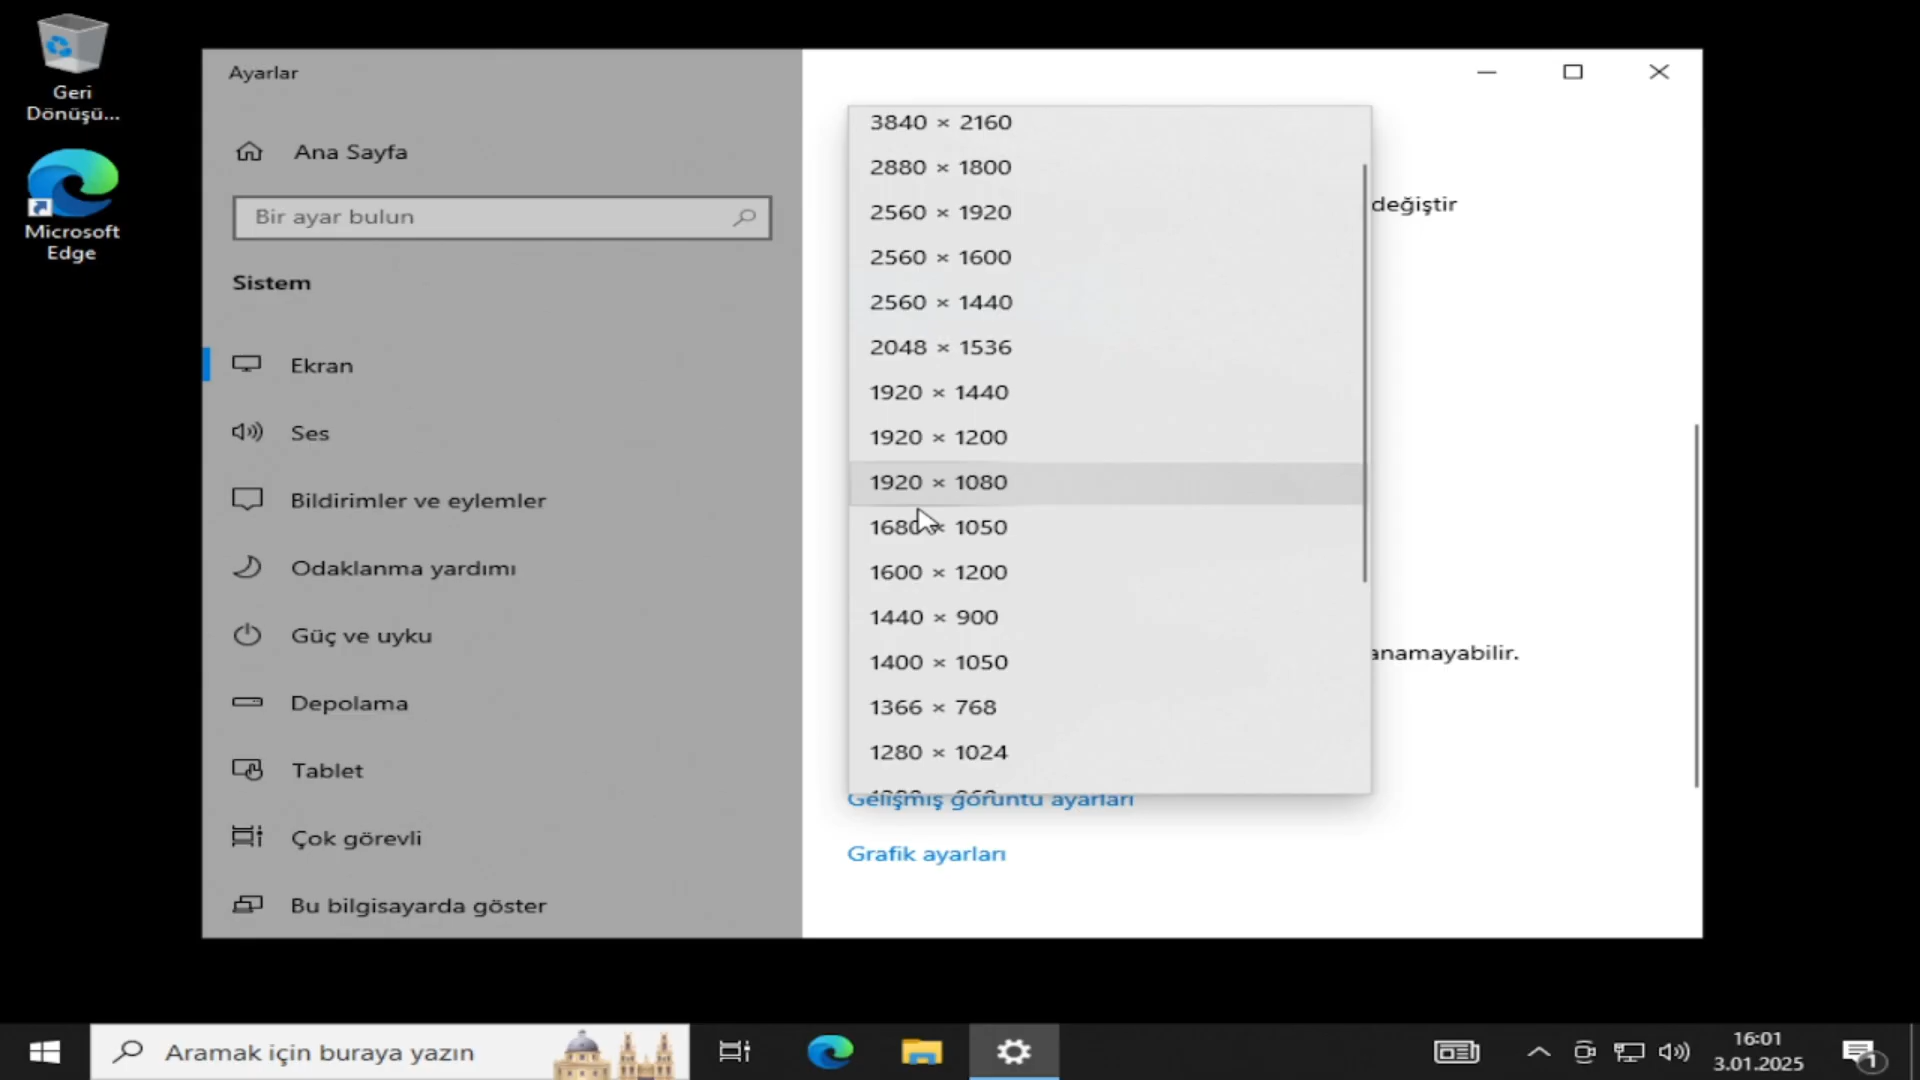 Geri
Dönüşü...
Microsoft
Edge
Ayarlar
Ana Sayfa
Bir ayar bulun
Sistem
Ekran
Ses
Bildirimler ve eylemler
Odaklanma yardımı
Güç ve uyku
Depolama
Tablet
Çok görevli
Bu bilgisayarda göster
3840 × 2160
2880 × 1800
2560 × 1920
2560 × 1600
2560 × 1440
2048 × 1536
1920 × 1440
1920 × 1200
1920 × 1080
1680 × 1050
1600 × 1200
1440 × 900
1400 × 1050
1366 × 768
1280 × 1024
değiştir
anamayabilir.
Gelişmiş görüntü ayarları
Grafik ayarları
Aramak için buraya yazın
16:01
3.01.2025
1